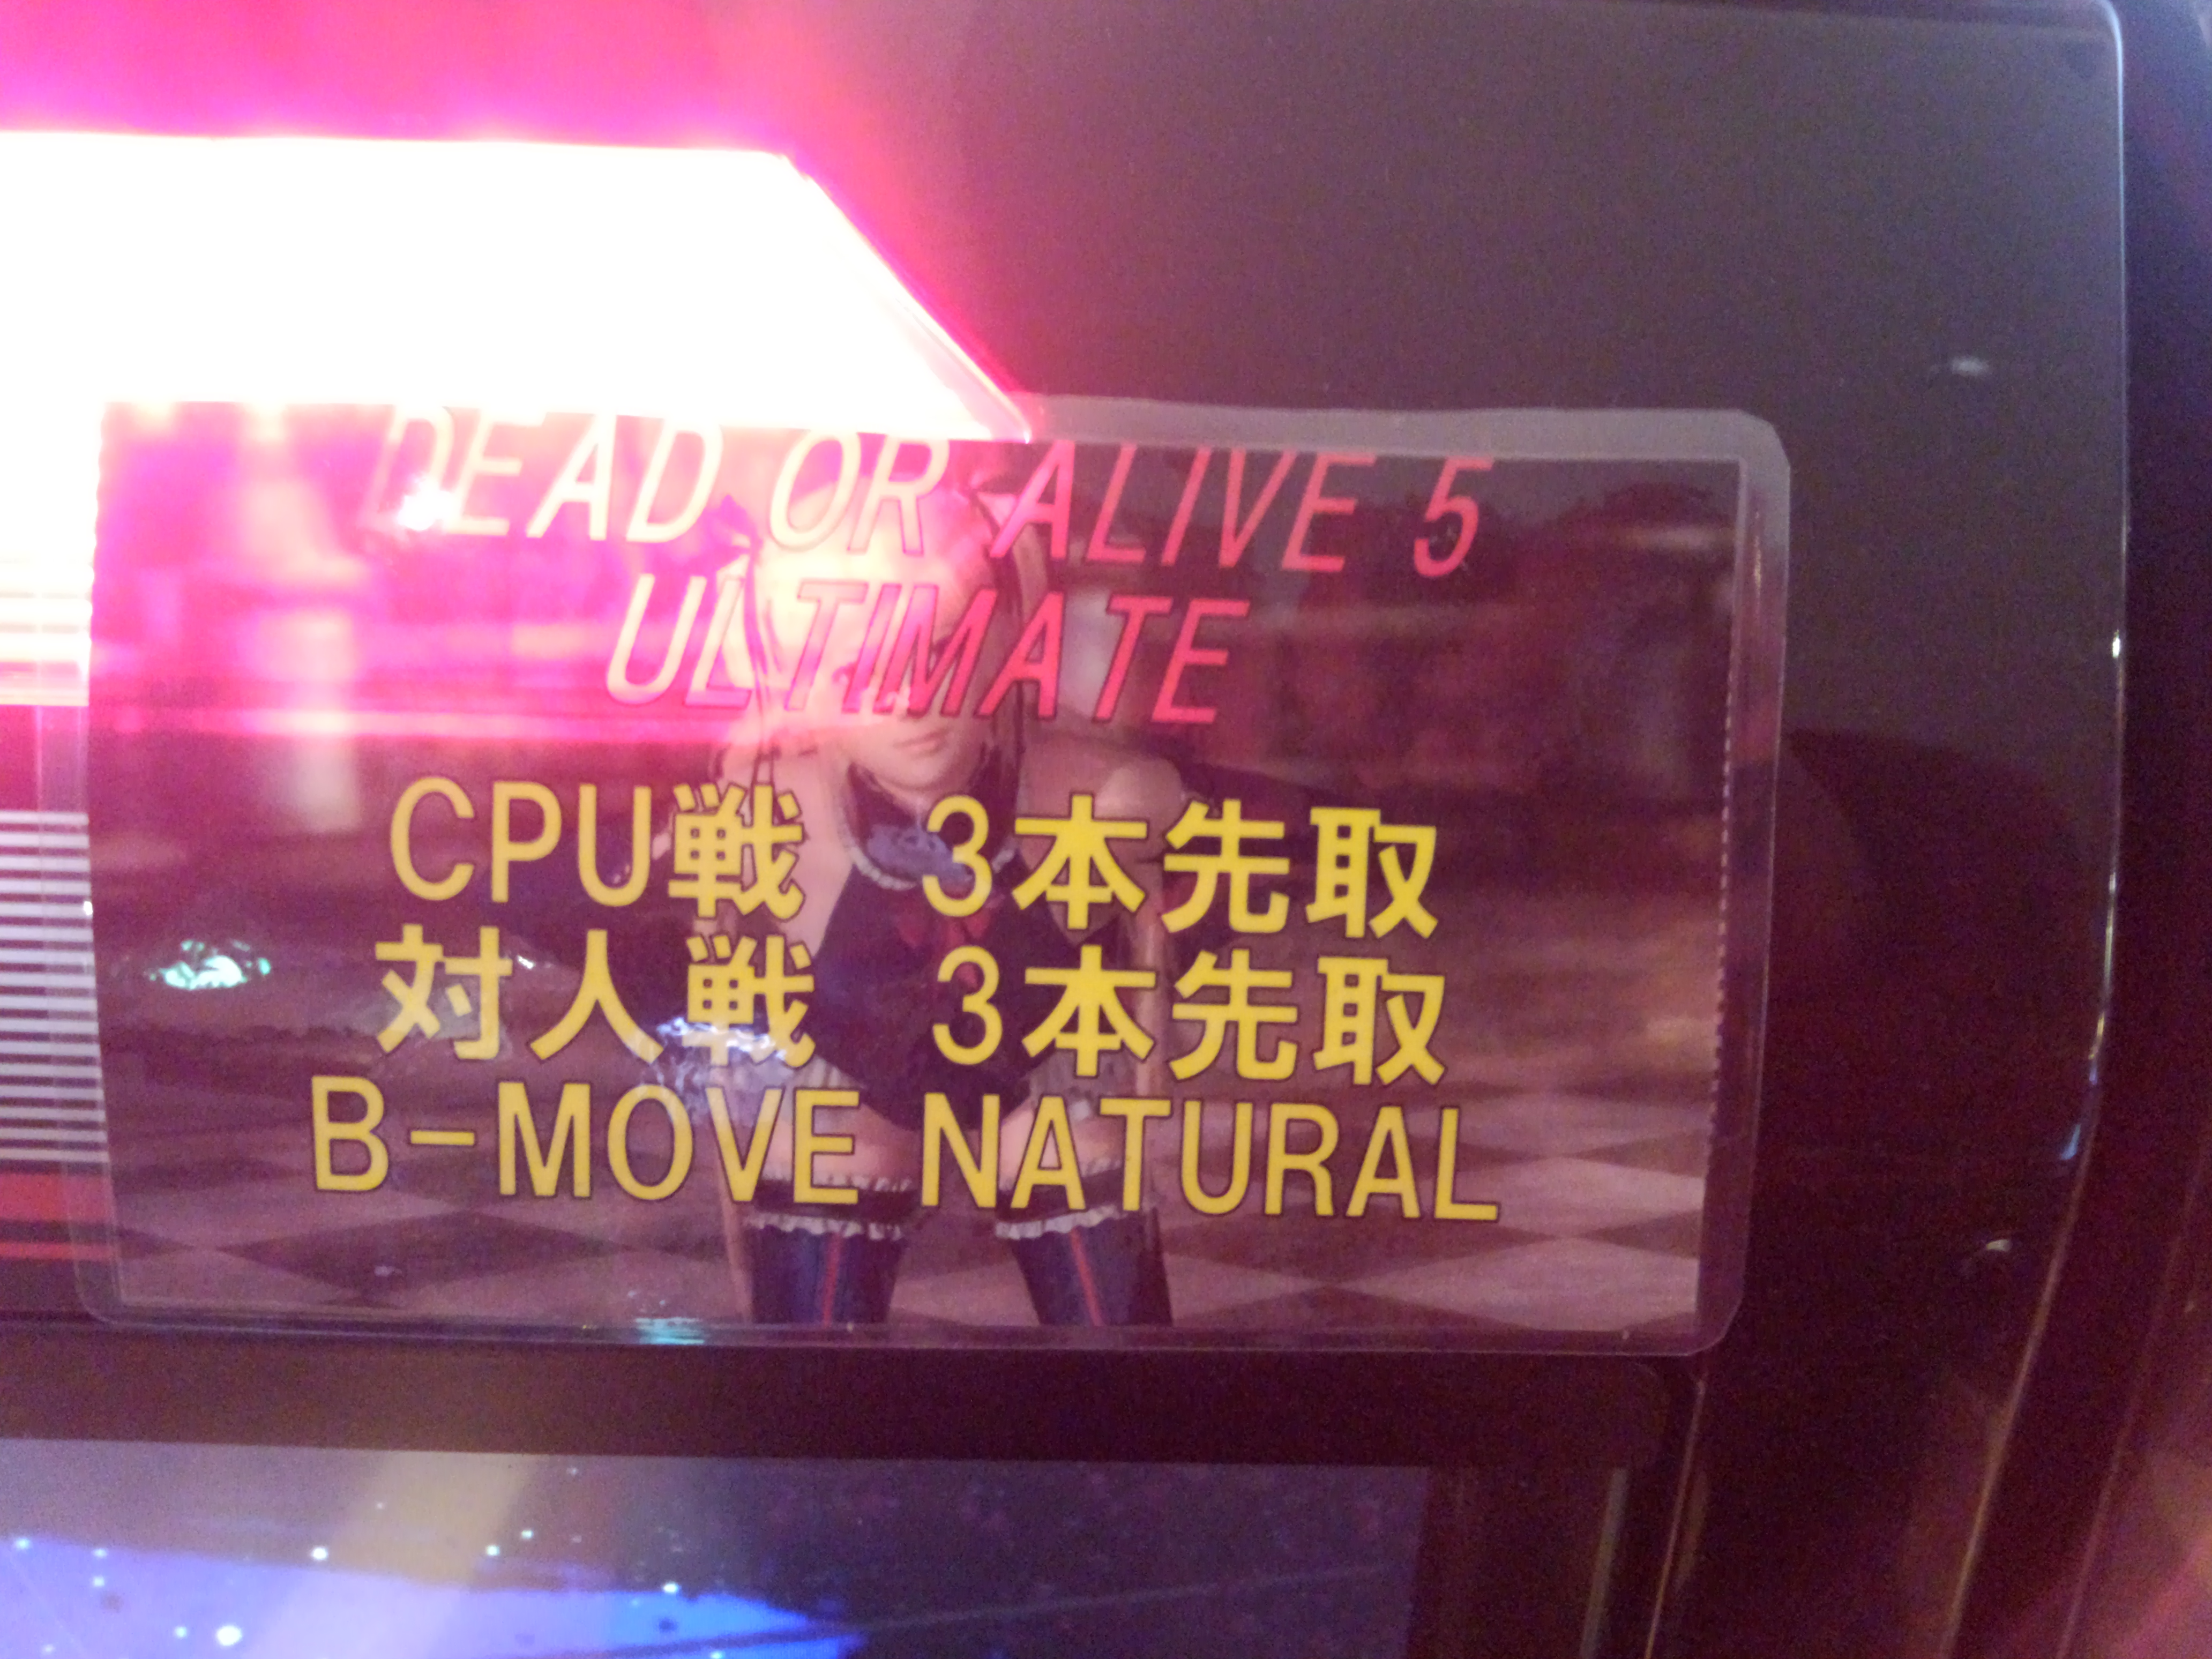 DEAD OR ALIVE 5
ULTIMATE
CPU戦 3本先取
対人戦 3本先取
B-MOVE NATURAL